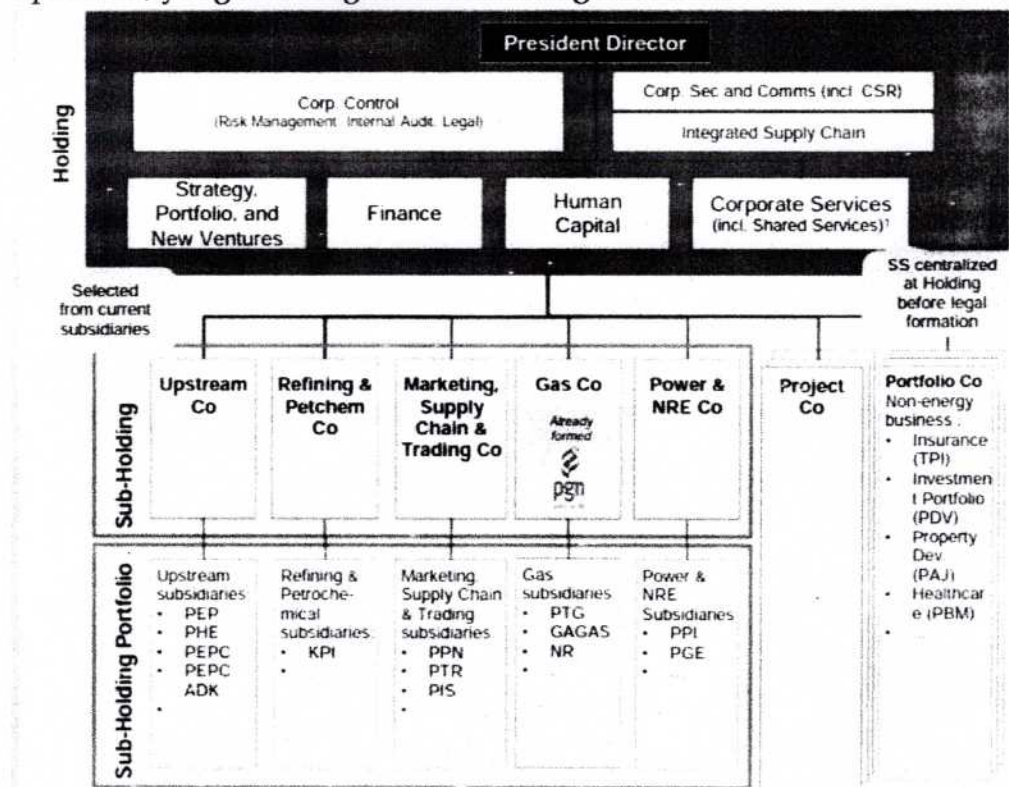 President Director
Holding
Corp. Control
(Risk Management. Internal Audit. Legal)
Corp. Sec and Comms (incl. CSR)
Integrated Supply Chain
Strategy,
Portfolio, and
New Ventures
Finance
Human
Capital
Corporate Services
(incl. Shared Services)¹
Selected
from current
subsidiaries
SS centralized
at Holding
before legal
formation
Sub-Holding
Upstream
Co
Refining &
Petchem
Co
Marketing,
Supply
Chain &
Trading Co
Gas Co
Already
formed
pgn
Power &
NRE Co
Project
Co
Portfolio Co
Non-energy
business :
• Insurance
(TPI)
• Investmen
t Portfolio
(PDV)
• Property
Dev.
(PAJ)
• Healthcar
e (PBM)
• ..
Sub-Holding Portfolio
Upstream
subsidiaries
• PEP
• PHE
• PEPC
• PEPC
ADK
•
Refining &
Petroche-
mical
subsidiaries
• KPI
•
Marketing,
Supply Chain
& Trading
subsidiaries
• PPN
• PTR
• PIS
•
Gas
subsidiaries
• PTG
• GAGAS
• NR
•
Power &
NRE
Subsidiaries
• PPI
• PGE
•